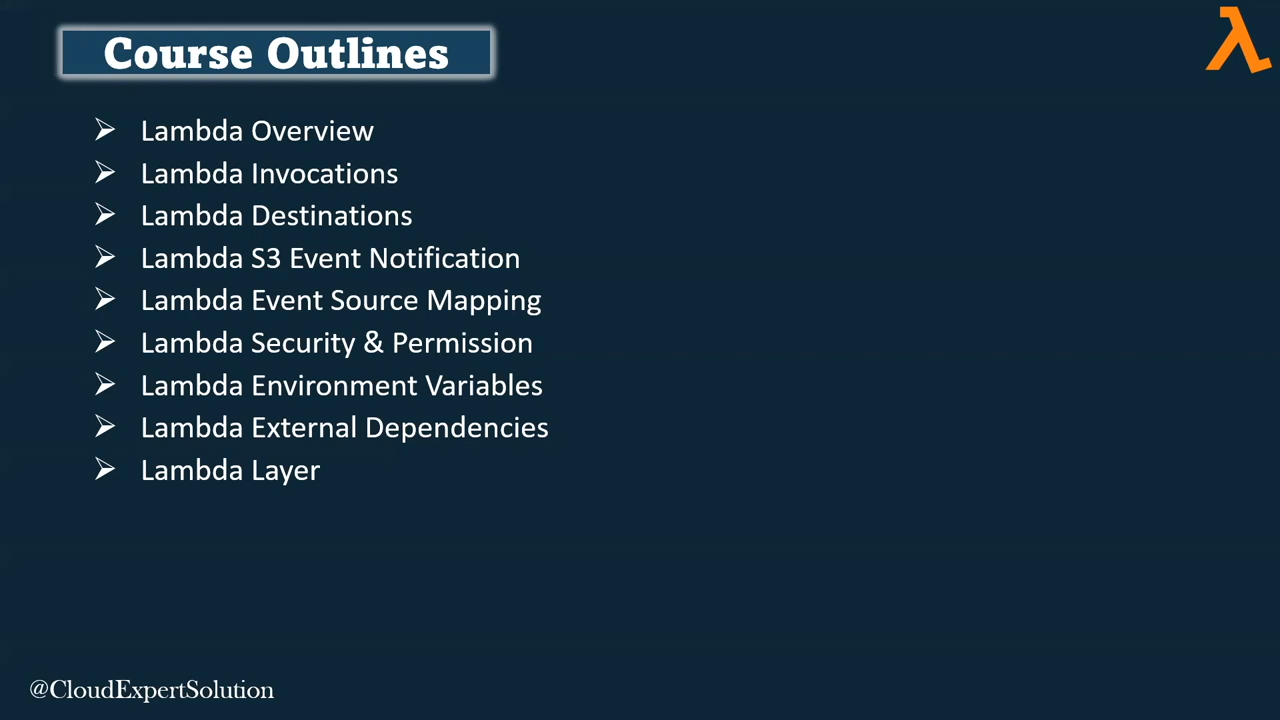 Course Outlines
Lambda Overview
Lambda Invocations
Lambda Destinations
Lambda S3 Event Notification
Lambda Event Source Mapping
Lambda Security & Permission
Lambda Environment Variables
Lambda External Dependencies
Lambda Layer
@CloudExpertSolution